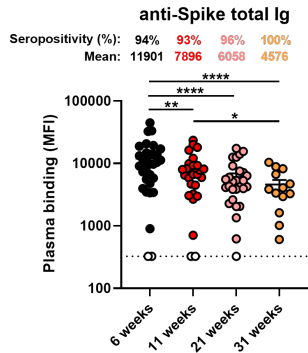 anti-Spike total Ig
Seropositivity (%): 94% 93% 96% 100%
Mean: 11901 7896 6058 4576
****
****
**
*
100000
10000
1000
100
Plasma binding (MFI)
6 weeks
11 weeks
21 weeks
31 weeks